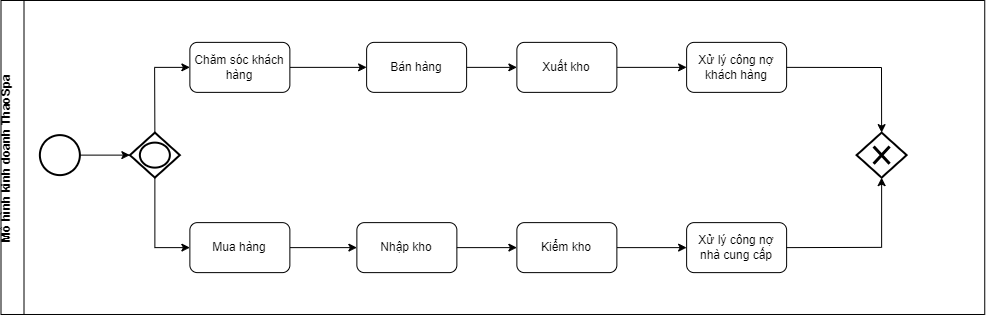 Mô hình kinh doanh ThaoSpa
Chăm sóc khách
hàng
Bán hàng
Xuất kho
Xử lý công nợ
khách hàng
Mua hàng
Nhập kho
Kiểm kho
Xử lý công nợ
nhà cung cấp